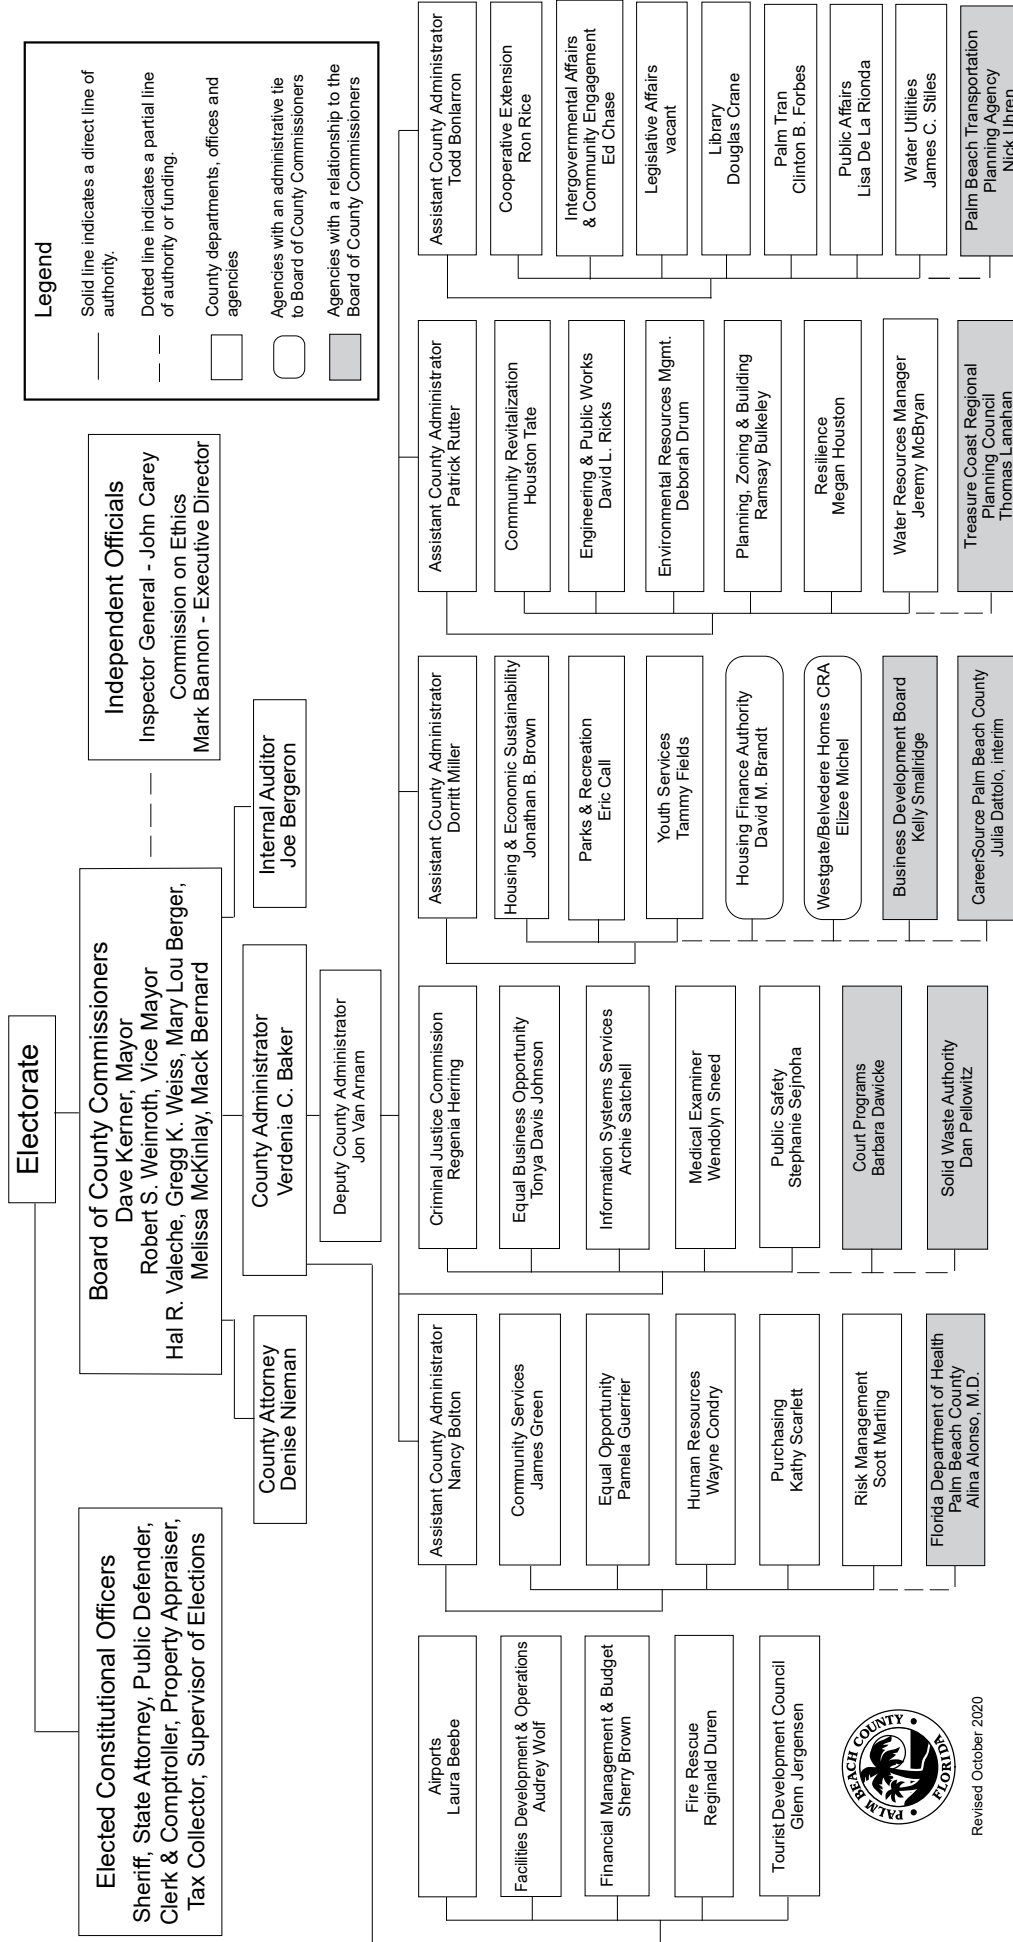 Electorate
Elected Constitutional Officers
Sheriff, State Attorney, Public Defender,
Clerk & Comptroller, Property Appraiser,
Tax Collector, Supervisor of Elections
Board of County Commissioners
Dave Kerner, Mayor
Robert S. Weinroth, Vice Mayor
Hal R. Valeche, Gregg K. Weiss, Mary Lou Berger,
Melissa McKinlay, Mack Bernard
Independent Officials
Inspector General - John Carey
Commission on Ethics
Mark Bannon - Executive Director
Legend
Solid line indicates a direct line of
authority.
Dotted line indicates a partial line
of authority or funding.
County departments, offices and
agencies
Agencies with an administrative tie
to Board of County Commissioners
Agencies with a relationship to the
Board of County Commissioners
County Attorney
Denise Nieman
County Administrator
Verdenia C. Baker
Internal Auditor
Joe Bergeron
Deputy County Administrator
Jon Van Arnam
Airports
Laura Beebe
Facilities Development & Operations
Audrey Wolf
Financial Management & Budget
Sherry Brown
Fire Rescue
Reginald Duren
Tourist Development Council
Glenn Jergensen
Assistant County Administrator
Nancy Bolton
Community Services
James Green
Equal Opportunity
Pamela Guerrier
Human Resources
Wayne Condry
Purchasing
Kathy Scarlett
Risk Management
Scott Marting
Florida Department of Health
Palm Beach County
Alina Alonso, M.D.
Criminal Justice Commission
Regenia Herring
Equal Business Opportunity
Tonya Davis Johnson
Information Systems Services
Archie Satchell
Medical Examiner
Wendolyn Sneed
Public Safety
Stephanie Sejnoha
Court Programs
Barbara Dawicke
Solid Waste Authority
Dan Pellowitz
Assistant County Administrator
Dorritt Miller
Housing & Economic Sustainability
Jonathan B. Brown
Parks & Recreation
Eric Call
Youth Services
Tammy Fields
Housing Finance Authority
David M. Brandt
Westgate/Belvedere Homes CRA
Elizee Michel
Business Development Board
Kelly Smallridge
CareerSource Palm Beach County
Julia Dattolo, interim
Assistant County Administrator
Patrick Rutter
Community Revitalization
Houston Tate
Engineering & Public Works
David L. Ricks
Environmental Resources Mgmt.
Deborah Drum
Planning, Zoning & Building
Ramsay Bulkeley
Resilience
Megan Houston
Water Resources Manager
Jeremy McBryan
Treasure Coast Regional
Planning Council
Thomas Lanahan
Assistant County Administrator
Todd Bonlarron
Cooperative Extension
Ron Rice
Intergovernmental Affairs
& Community Engagement
Ed Chase
Legislative Affairs
vacant
Library
Douglas Crane
Palm Tran
Clinton B. Forbes
Public Affairs
Lisa De La Rionda
Water Utilities
James C. Stiles
Palm Beach Transportation
Planning Agency
Nick Uhren
PALM BEACH COUNTY
FLORIDA
Revised October 2020